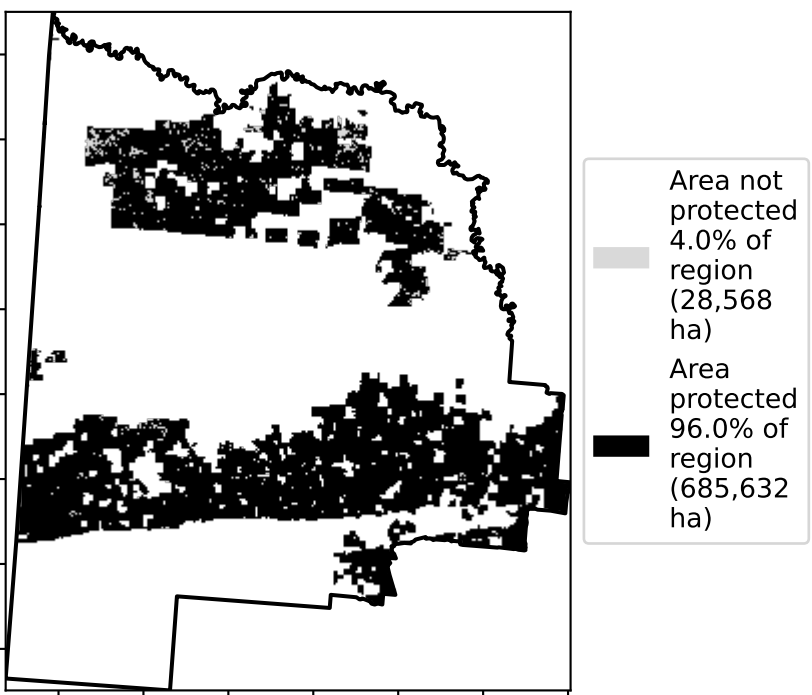 Area not
protected
4.0% of
region
(28,568
ha)
Area
protected
96.0% of
region
(685,632
ha)